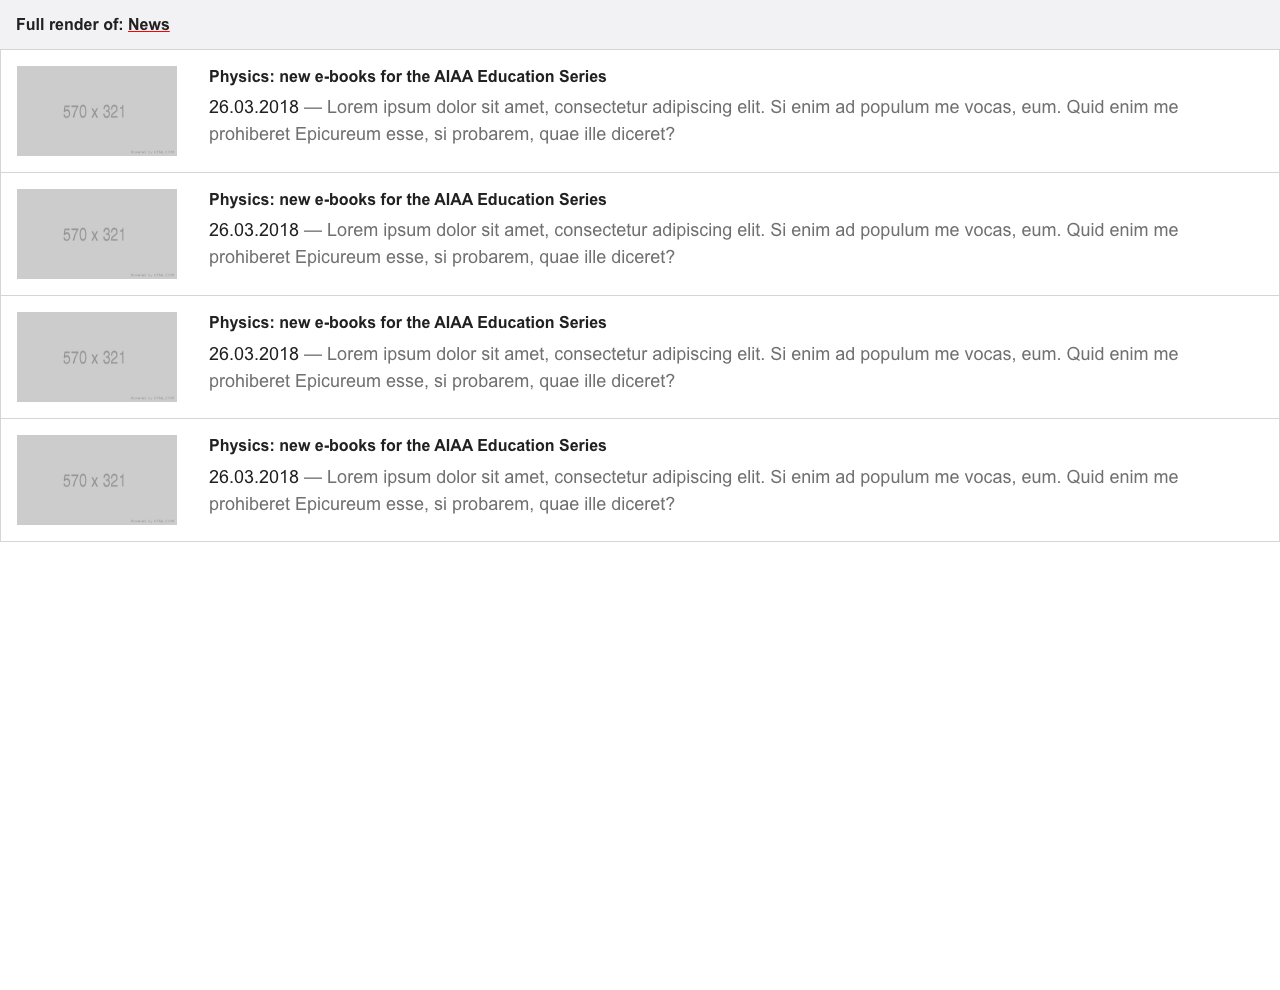 Full render of: News
570 x 321
Physics: new e-books for the AIAA Education Series
26.03.2018 — Lorem ipsum dolor sit amet, consectetur adipiscing elit. Si enim ad populum me vocas, eum. Quid enim me
prohiberet Epicureum esse, si probarem, quae ille diceret?
570 x 321
Physics: new e-books for the AIAA Education Series
26.03.2018 — Lorem ipsum dolor sit amet, consectetur adipiscing elit. Si enim ad populum me vocas, eum. Quid enim me
prohiberet Epicureum esse, si probarem, quae ille diceret?
570 x 321
Physics: new e-books for the AIAA Education Series
26.03.2018 — Lorem ipsum dolor sit amet, consectetur adipiscing elit. Si enim ad populum me vocas, eum. Quid enim me
prohiberet Epicureum esse, si probarem, quae ille diceret?
570 x 321
Physics: new e-books for the AIAA Education Series
26.03.2018 — Lorem ipsum dolor sit amet, consectetur adipiscing elit. Si enim ad populum me vocas, eum. Quid enim me
prohiberet Epicureum esse, si probarem, quae ille diceret?